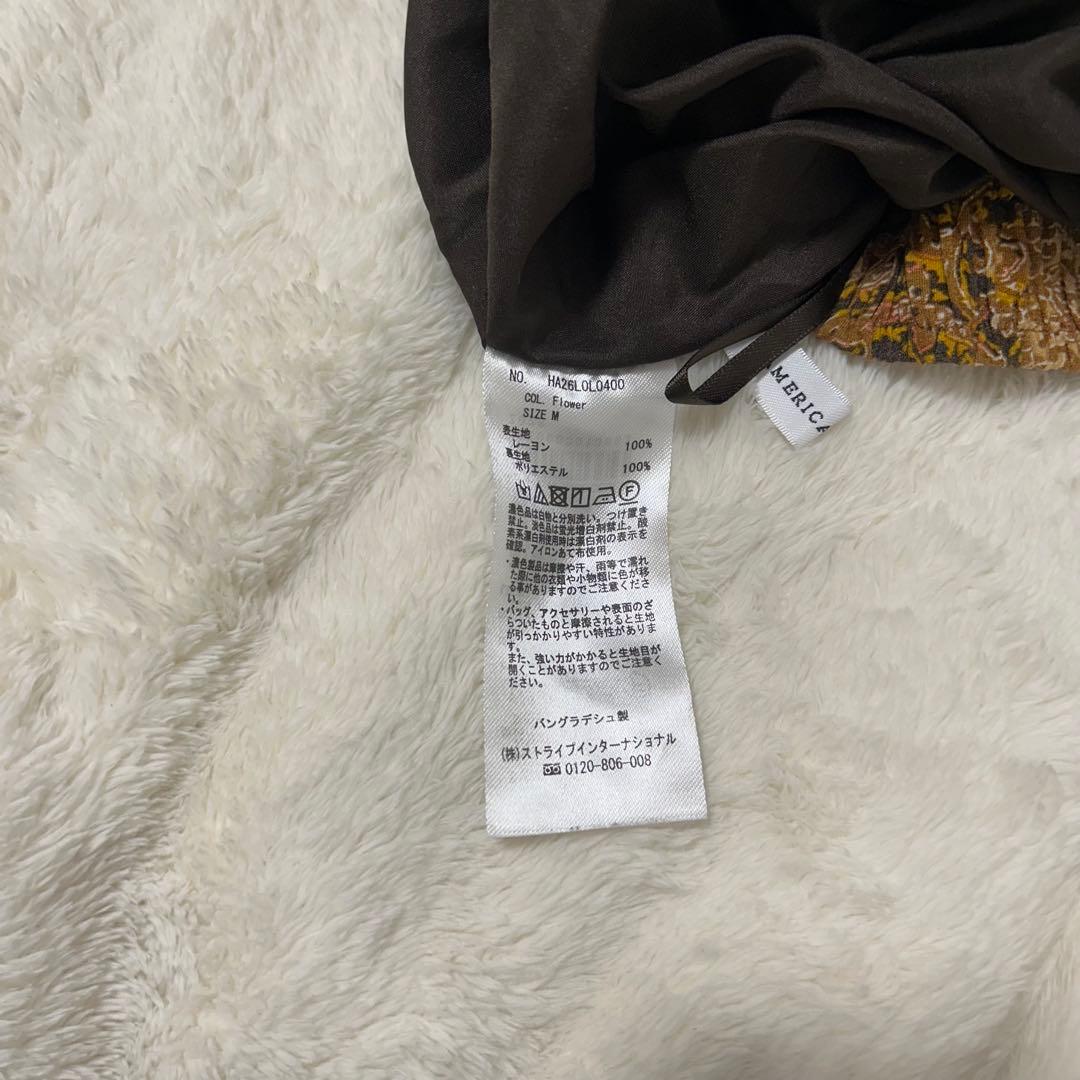 NO. HA26L0L0400
COL. Flower
SIZE M
表生地
レーヨン 100%
裏生地
ポリエステル 100%
F
濃色品は白物と分別洗い。つけ置き
禁止。淡色品は蛍光増白剤禁止。酸
素系漂白剤使用時は漂白剤の表示を
確認。アイロンあて布使用。
・濃色製品は摩擦や汗、雨等で濡れ
た際に他の衣類や小物類に色が移
る事がありますのでご注意くださ
い。
・バッグ、アクセサリーや表面のざ
らついたものと摩擦されると生地
が引っかかりやすい特性がありま
す。
また、強い力がかかると生地目が
開くことがありますのでご注意く
ださい。
バングラデシュ製
(株)ストライプインターナショナル
0120-806-008
AMERICA